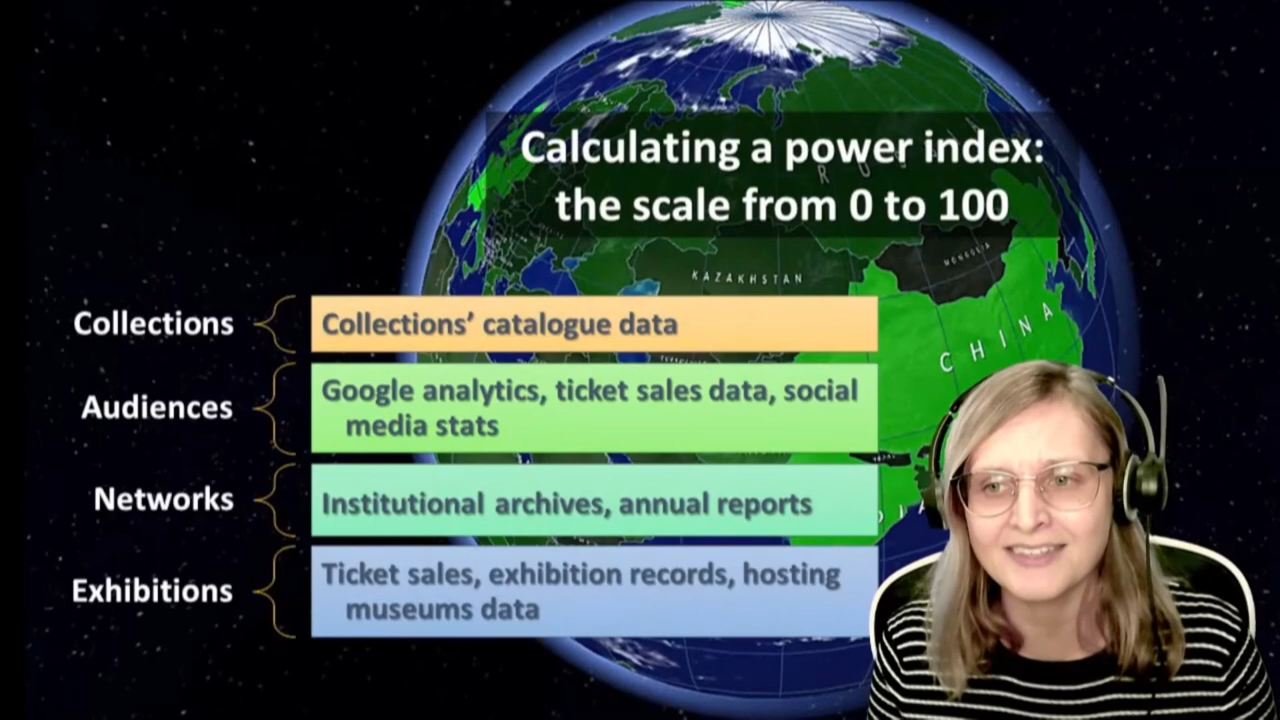 Calculating a power index:
the scale from 0 to 100
RU
KAZAKHSTAN
MONGOLIA
CHINA
Collections
Collections’ catalogue data
Audiences
Google analytics, ticket sales data, social
media stats
Networks
Institutional archives, annual reports
Exhibitions
Ticket sales, exhibition records, hosting
museums data